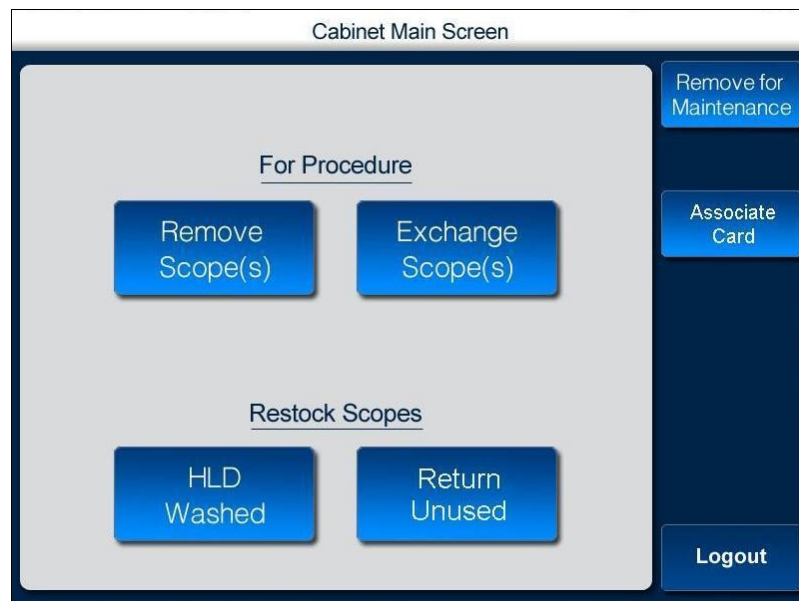 Cabinet Main Screen
Remove for
Maintenance
For Procedure
Remove
Scope(s)
Exchange
Scope(s)
Associate
Card
Restock Scopes
HLD
Washed
Return
Unused
Logout